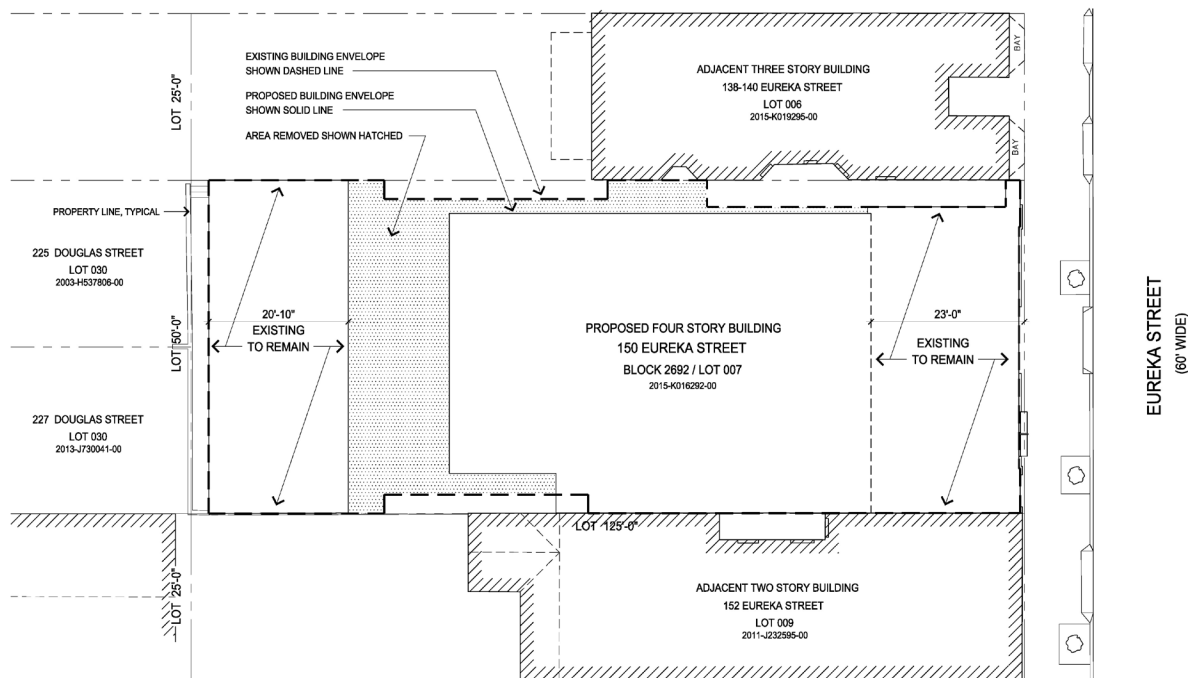 EXISTING BUILDING ENVELOPE
SHOWN DASHED LINE
PROPOSED BUILDING ENVELOPE
SHOWN SOLID LINE
AREA REMOVED SHOWN HATCHED
LOT 25'-0"
ADJACENT THREE STORY BUILDING
138-140 EUREKA STREET
LOT 006
2015-K019295-00
BAY
BAY
PROPERTY LINE, TYPICAL
225 DOUGLAS STREET
LOT 030
2003-H537806-00
LOT 50'-0"
20'-10"
EXISTING
TO REMAIN
PROPOSED FOUR STORY BUILDING
150 EUREKA STREET
BLOCK 2692 / LOT 007
2015-K016292-00
23'-0"
EXISTING
TO REMAIN
EUREKA STREET
(60' WIDE)
227 DOUGLAS STREET
LOT 030
2013-J730041-00
LOT 125'-0"
LOT 25'-0"
ADJACENT TWO STORY BUILDING
152 EUREKA STREET
LOT 009
2011-J232595-00